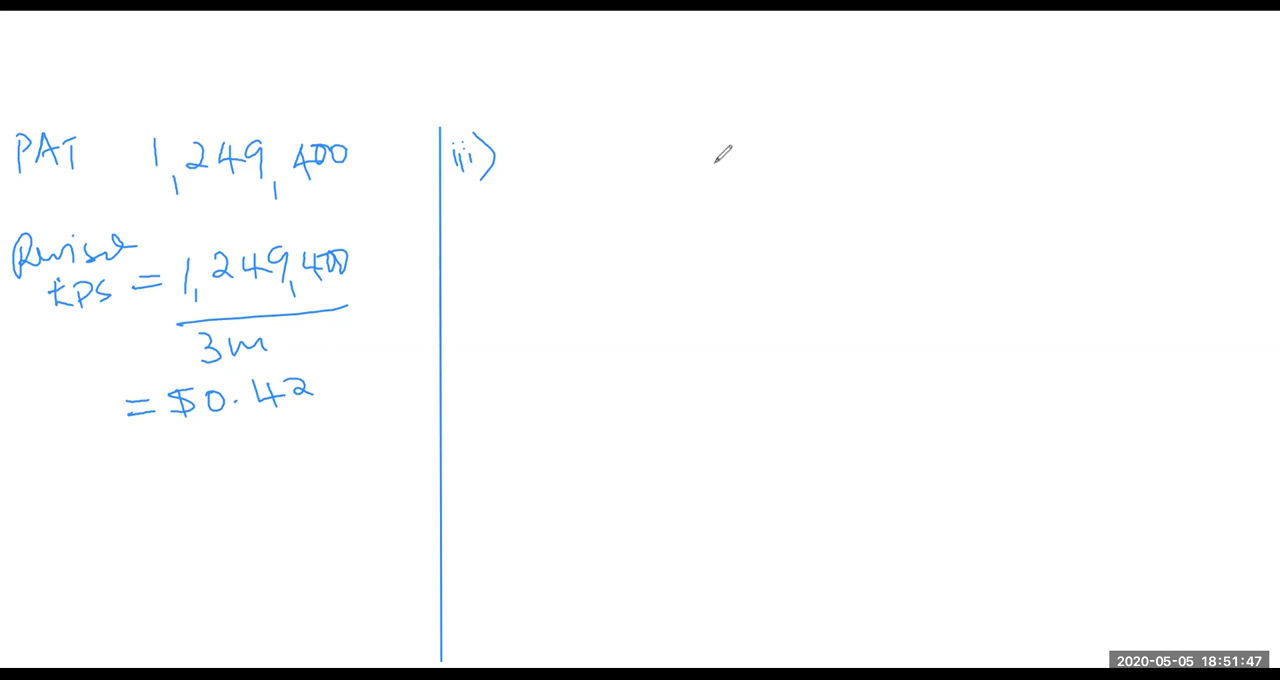 PAT 1,249,400
Revised
EPS = 1,249,400
3m
= $0.42
iii)
2020-05-05 18:51:47